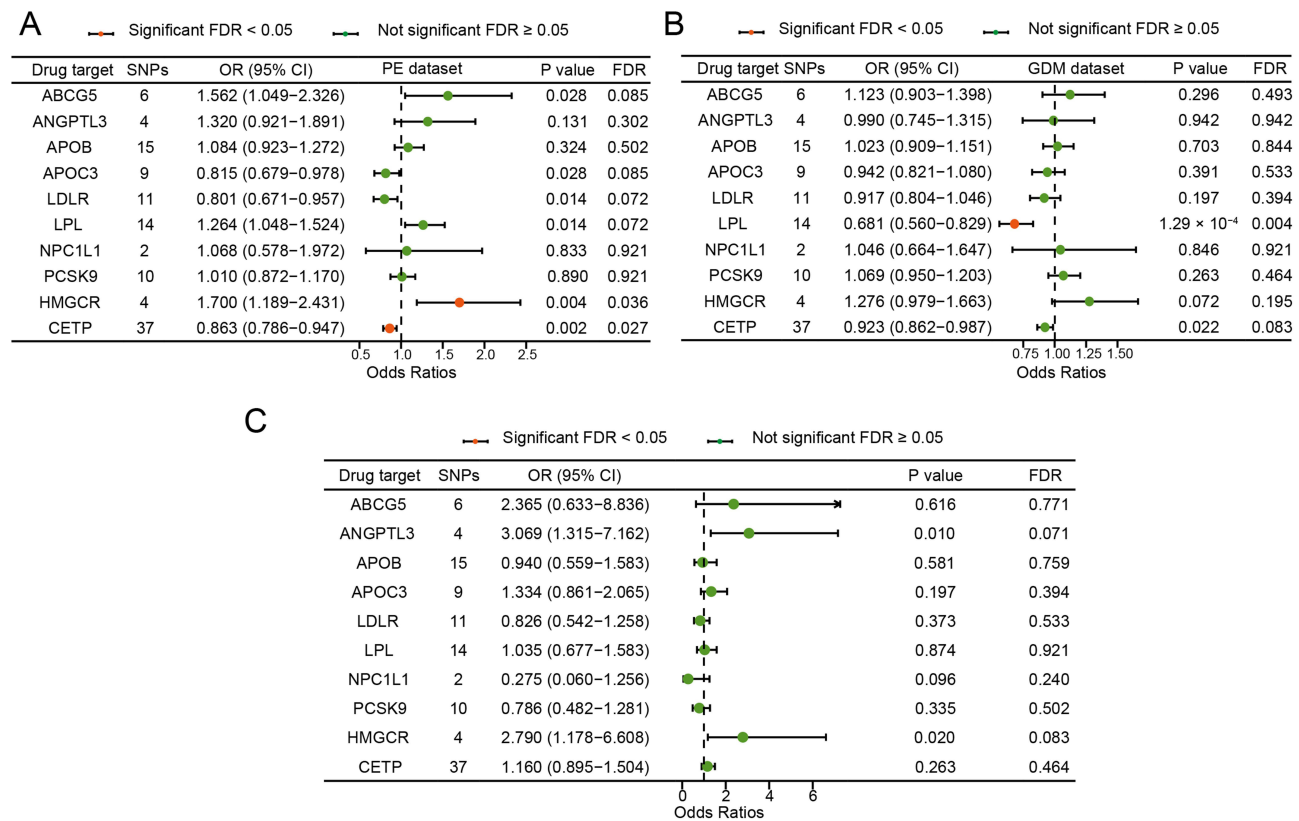 A
Significant FDR < 0.05 Not significant FDR ≥ 0.05
Drug target SNPs OR (95% CI) PE dataset P value FDR
ABCG5 6 1.562 (1.049−2.326) 0.028 0.085
ANGPTL3 4 1.320 (0.921−1.891) 0.131 0.302
APOB 15 1.084 (0.923−1.272) 0.324 0.502
APOC3 9 0.815 (0.679−0.978) 0.028 0.085
LDLR 11 0.801 (0.671−0.957) 0.014 0.072
LPL 14 1.264 (1.048−1.524) 0.014 0.072
NPC1L1 2 1.068 (0.578−1.972) 0.833 0.921
PCSK9 10 1.010 (0.872−1.170) 0.890 0.921
HMGCR 4 1.700 (1.189−2.431) 0.004 0.036
CETP 37 0.863 (0.786−0.947) 0.002 0.027
0.5 1.0 1.5 2.0 2.5
Odds Ratios
B
Significant FDR < 0.05 Not significant FDR ≥ 0.05
Drug target SNPs OR (95% CI) GDM dataset P value FDR
ABCG5 6 1.123 (0.903−1.398) 0.296 0.493
ANGPTL3 4 0.990 (0.745−1.315) 0.942 0.942
APOB 15 1.023 (0.909−1.151) 0.703 0.844
APOC3 9 0.942 (0.821−1.080) 0.391 0.533
LDLR 11 0.917 (0.804−1.046) 0.197 0.394
LPL 14 0.681 (0.560−0.829) 1.29 × 10⁻⁴ 0.004
NPC1L1 2 1.046 (0.664−1.647) 0.846 0.921
PCSK9 10 1.069 (0.950−1.203) 0.263 0.464
HMGCR 4 1.276 (0.979−1.663) 0.072 0.195
CETP 37 0.923 (0.862−0.987) 0.022 0.083
0.75 1.00 1.25 1.50
Odds Ratios
C
Significant FDR < 0.05 Not significant FDR ≥ 0.05
Drug target SNPs OR (95% CI) P value FDR
ABCG5 6 2.365 (0.633−8.836) 0.616 0.771
ANGPTL3 4 3.069 (1.315−7.162) 0.010 0.071
APOB 15 0.940 (0.559−1.583) 0.581 0.759
APOC3 9 1.334 (0.861−2.065) 0.197 0.394
LDLR 11 0.826 (0.542−1.258) 0.373 0.533
LPL 14 1.035 (0.677−1.583) 0.874 0.921
NPC1L1 2 0.275 (0.060−1.256) 0.096 0.240
PCSK9 10 0.786 (0.482−1.281) 0.335 0.502
HMGCR 4 2.790 (1.178−6.608) 0.020 0.083
CETP 37 1.160 (0.895−1.504) 0.263 0.464
0 2 4 6
Odds Ratios